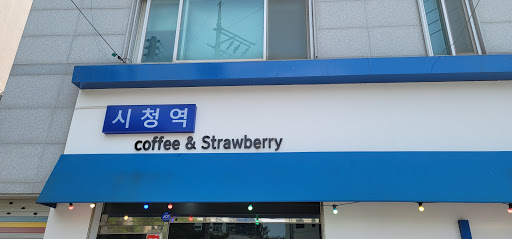 시청역
coffee & Strawberry